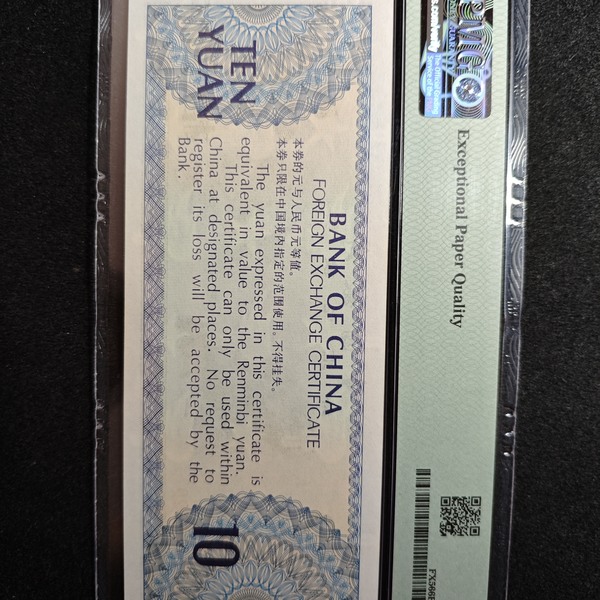 BANK OF CHINA
FOREIGN EXCHANGE CERTIFICATE
本券的元与人民币元等值。
本券只限在中国境内指定的范围使用。不得挂失。
The yuan expressed in this certificate is
equivalent in value to the Renminbi yuan.
This certificate can only be used within
China at designated places. No request to
register its loss will be accepted by the
Bank.
TEN
YUAN
10
Exceptional Paper Quality